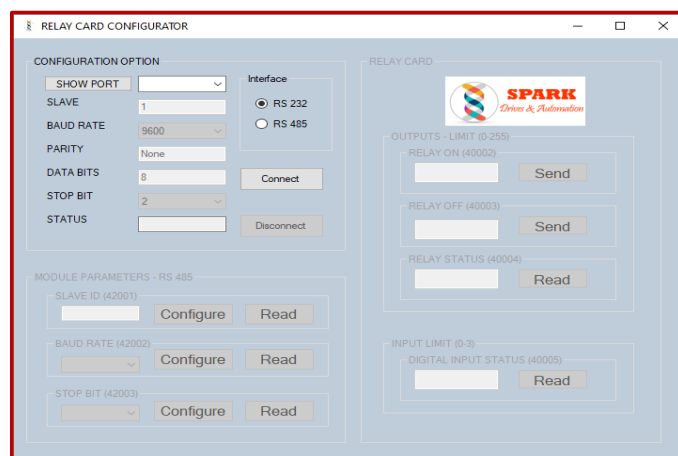 RELAY CARD CONFIGURATOR
CONFIGURATION OPTION
SHOW PORT
SLAVE 1
BAUD RATE 9600
PARITY None
DATA BITS 8
STOP BIT 2
STATUS
Interface
RS 232
RS 485
Connect
Disconnect
MODULE PARAMETERS - RS 485
SLAVE ID (42001)
Configure Read
BAUD RATE (42002)
Configure Read
STOP BIT (42003)
Configure Read
RELAY CARD
SPARK
Drives & Automation
OUTPUTS - LIMIT (0-255)
RELAY ON (40002)
Send
RELAY OFF (40003)
Send
RELAY STATUS (40004)
Read
INPUT LIMIT (0-3)
DIGITAL INPUT STATUS (40005)
Read